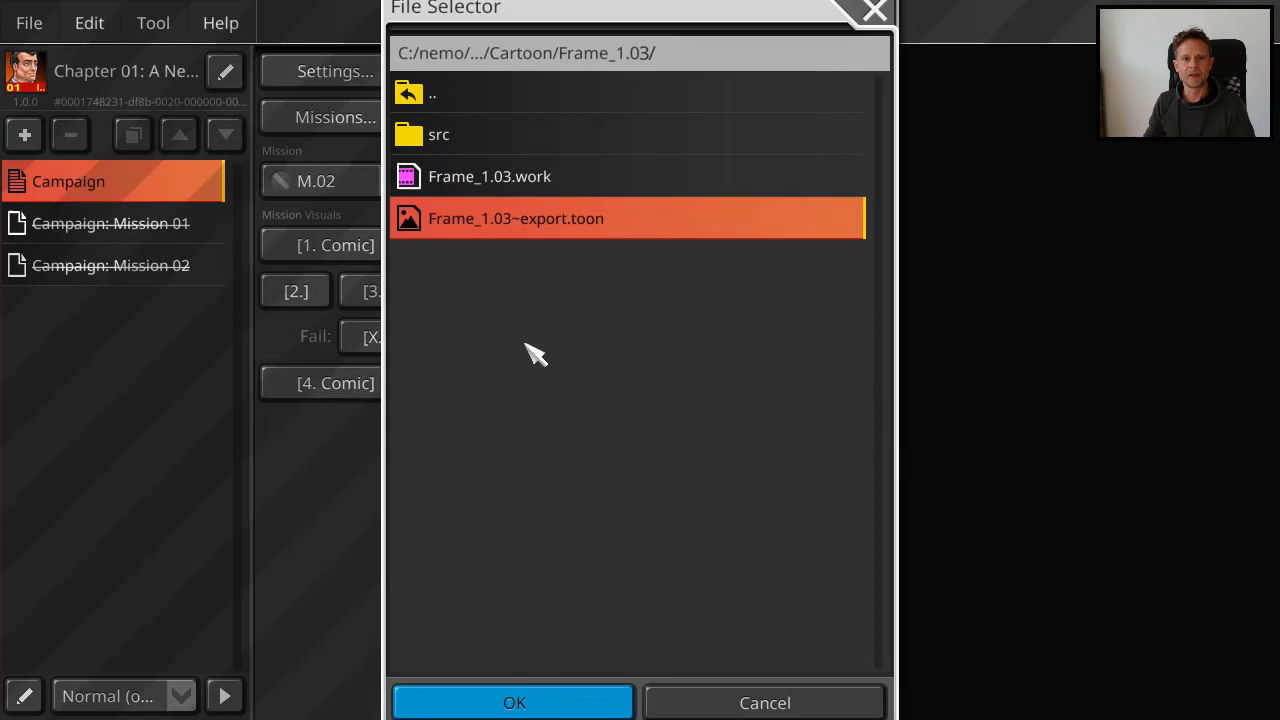 File Edit Tool Help
Chapter 01: A Ne...
1.0.0 #0001748231-df8b-0020-000000-00...
Campaign
Campaign: Mission 01
Campaign: Mission 02
Normal (o...
Settings...
Missions...
Mission
M.02
Mission Visuals
[1. Comic]
[2.] [3.
Fail: [X.
[4. Comic]
File Selector
C:/nemo/.../Cartoon/Frame_1.03/
..
src
Frame_1.03.work
Frame_1.03~export.toon
OK Cancel